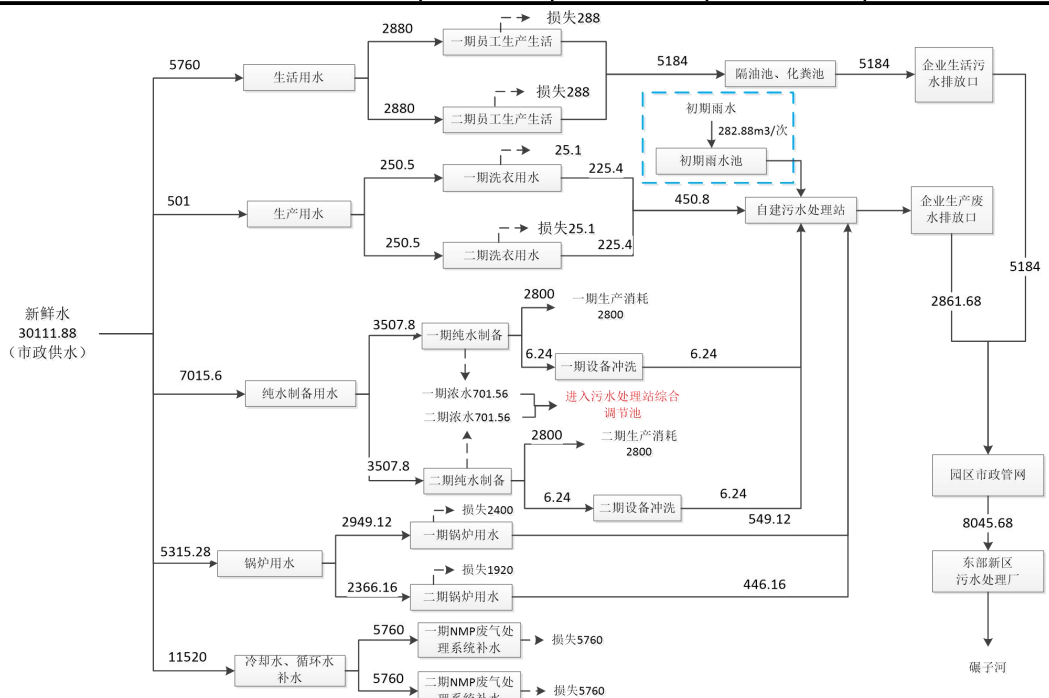 损失288
2880
一期员工生产生活
5760
生活用水
5184
隔油池、化粪池
5184
企业生活污
水排放口
损失288
2880
二期员工生产生活
初期雨水
282.88m3/次
初期雨水池
25.1
250.5
一期洗衣用水
225.4
501
生产用水
450.8
自建污水处理站
企业生产废
水排放口
损失25.1
250.5
二期洗衣用水
225.4
5184
2861.68
新鲜水
30111.88
（市政供水）
2800
一期生产消耗
2800
3507.8
一期纯水制备
6.24
一期设备冲洗
6.24
7015.6
纯水制备用水
一期浓水701.56
二期浓水701.56
进入污水处理站综合
调节池
2800
二期生产消耗
2800
3507.8
二期纯水制备
6.24
二期设备冲洗
6.24
园区市政管网
损失2400
2949.12
一期锅炉用水
549.12
8045.68
5315.28
锅炉用水
损失1920
2366.16
二期锅炉用水
446.16
东部新区
污水处理厂
5760
一期NMP废气处
理系统补水
损失5760
11520
冷却水、循环水
补水
5760
二期NMP废气处
理系统补水
损失5760
碾子河